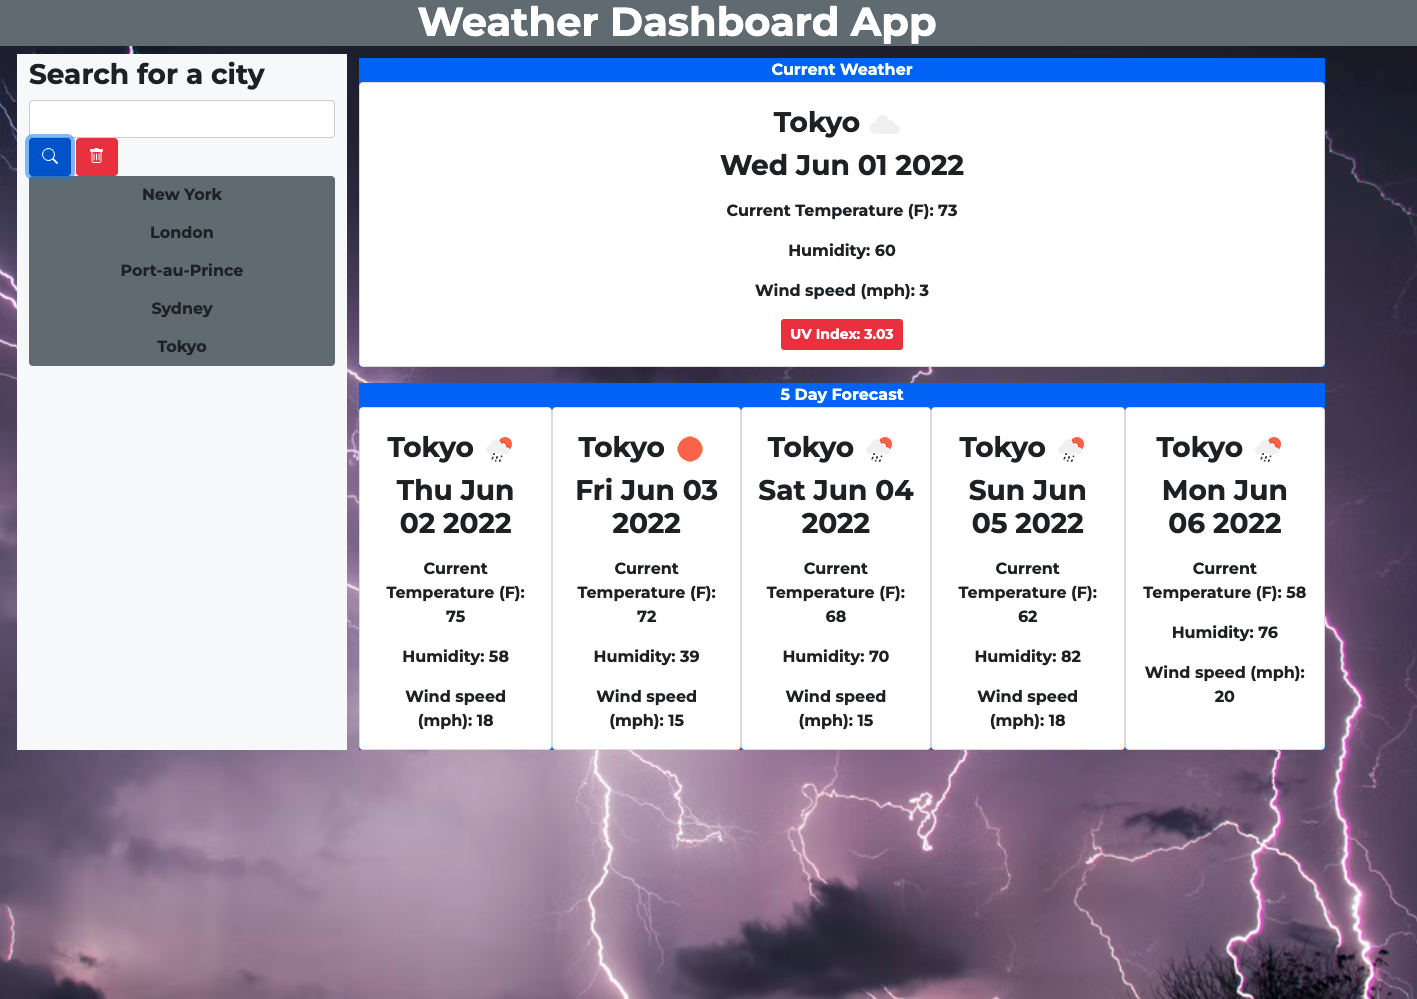 Weather Dashboard App
Search for a city
New York
London
Port-au-Prince
Sydney
Tokyo
Current Weather
Tokyo
Wed Jun 01 2022
Current Temperature (F): 73
Humidity: 60
Wind speed (mph): 3
UV Index: 3.03
5 Day Forecast
Tokyo
Thu Jun
02 2022
Current
Temperature (F):
75
Humidity: 58
Wind speed
(mph): 18
Tokyo
Fri Jun 03
2022
Current
Temperature (F):
72
Humidity: 39
Wind speed
(mph): 15
Tokyo
Sat Jun 04
2022
Current
Temperature (F):
68
Humidity: 70
Wind speed
(mph): 15
Tokyo
Sun Jun
05 2022
Current
Temperature (F):
62
Humidity: 82
Wind speed
(mph): 18
Tokyo
Mon Jun
06 2022
Current
Temperature (F): 58
Humidity: 76
Wind speed (mph):
20